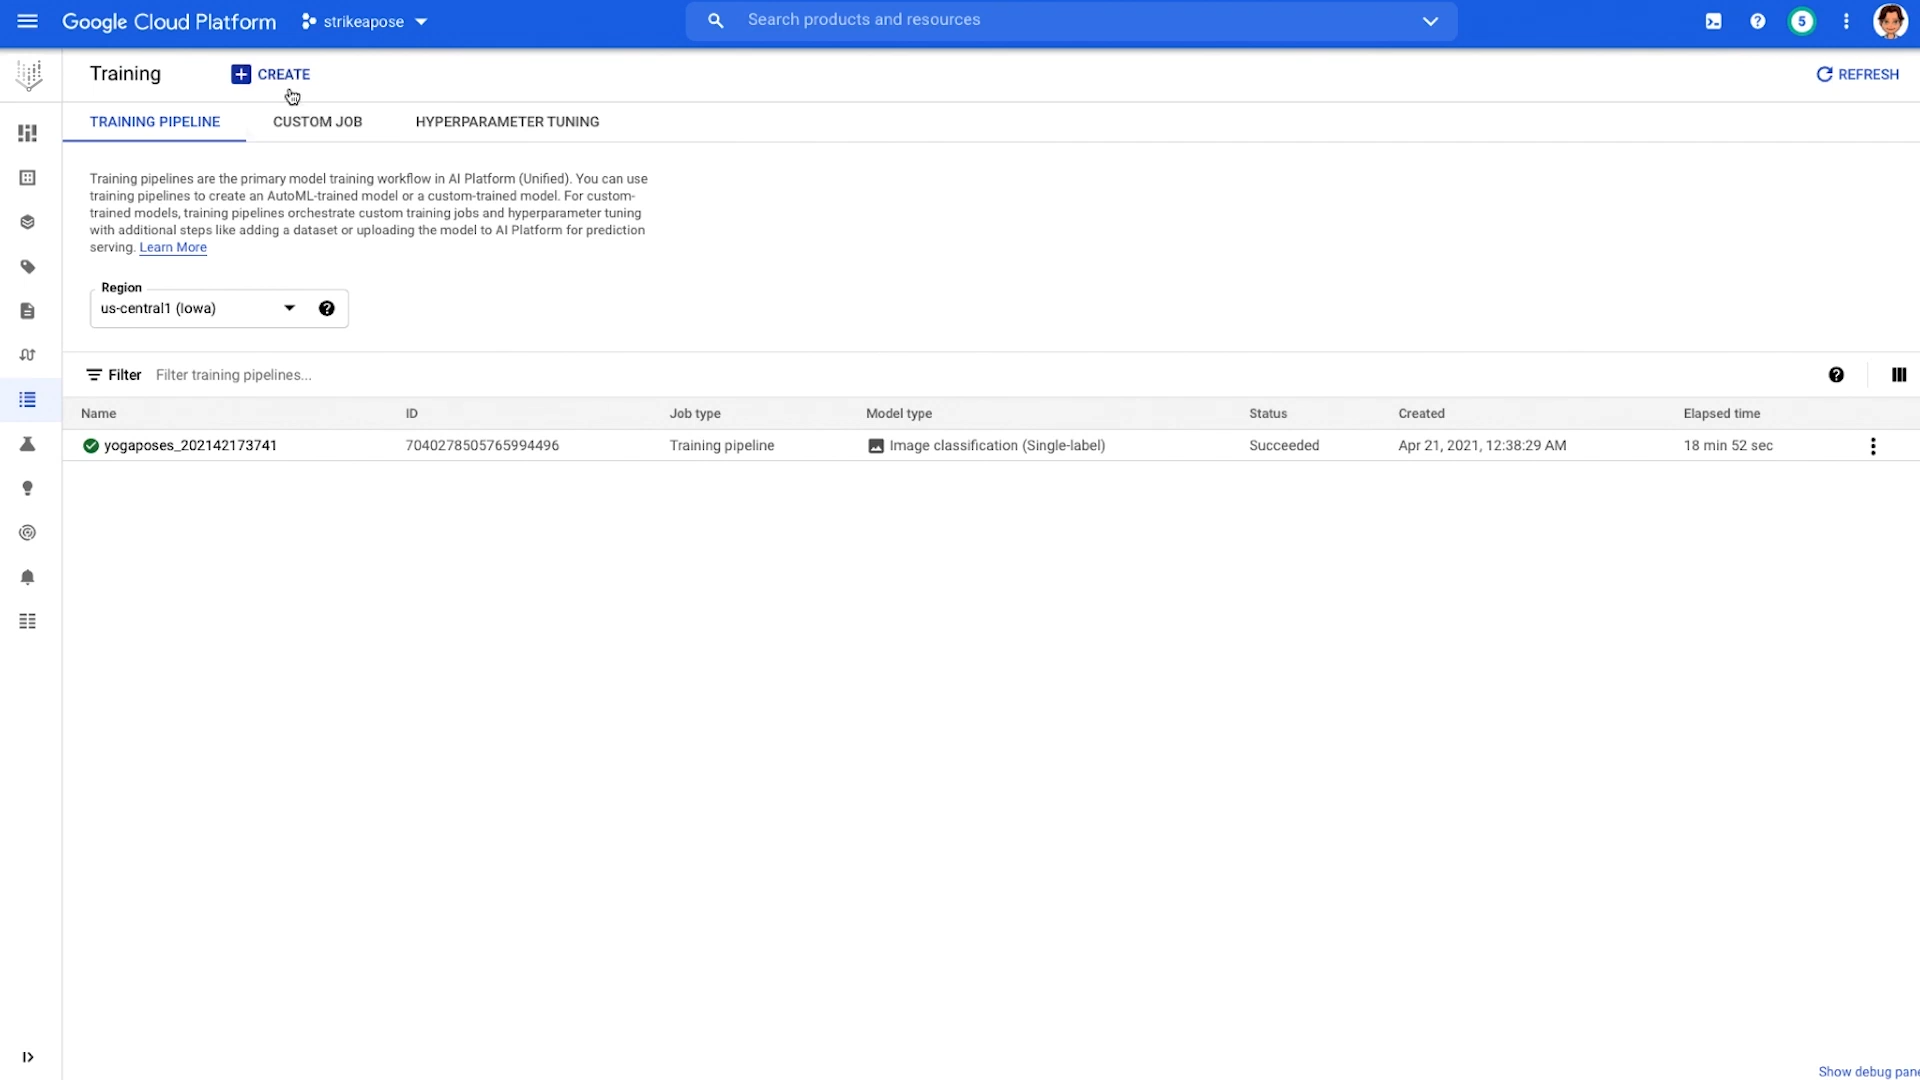 Google Cloud Platform
strikeapose
Search products and resources
5
Training
CREATE
REFRESH
TRAINING PIPELINE
CUSTOM JOB
HYPERPARAMETER TUNING
Training pipelines are the primary model training workflow in AI Platform (Unified). You can use
training pipelines to create an AutoML-trained model or a custom-trained model. For custom-
trained models, training pipelines orchestrate custom training jobs and hyperparameter tuning
with additional steps like adding a dataset or uploading the model to AI Platform for prediction
serving. Learn More
Region
us-central1 (Iowa)
Filter Filter training pipelines...
Name ID Job type Model type Status Created Elapsed time
yogaposes_202142173741 7040278505765994496 Training pipeline Image classification (Single-label) Succeeded Apr 21, 2021, 12:38:29 AM 18 min 52 sec
Show debug pane